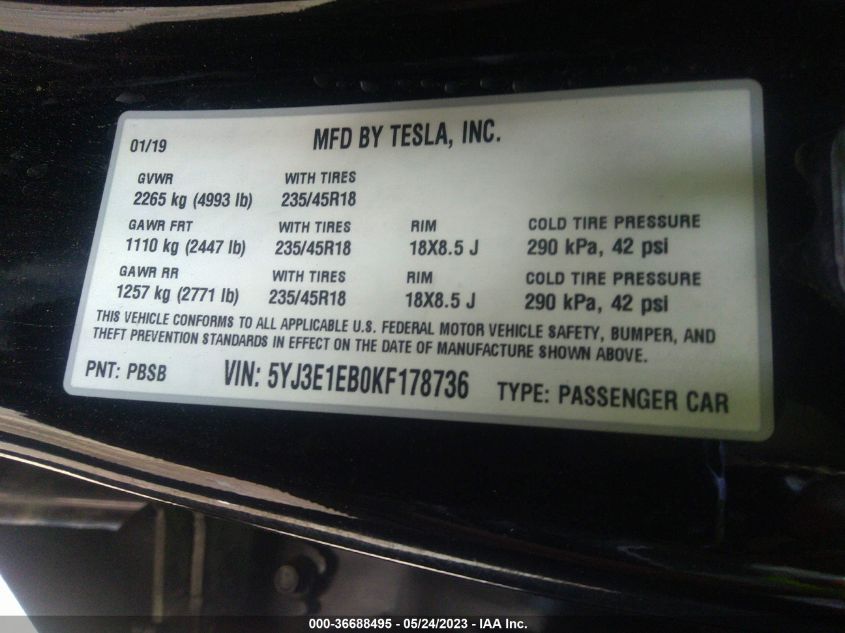 01/19 MFD BY TESLA, INC.
GVWR WITH TIRES
2265 kg (4993 lb) 235/45R18
GAWR FRT WITH TIRES RIM COLD TIRE PRESSURE
1110 kg (2447 lb) 235/45R18 18X8.5 J 290 kPa, 42 psi
GAWR RR WITH TIRES RIM COLD TIRE PRESSURE
1257 kg (2771 lb) 235/45R18 18X8.5 J 290 kPa, 42 psi
THIS VEHICLE CONFORMS TO ALL APPLICABLE U.S. FEDERAL MOTOR VEHICLE SAFETY, BUMPER, AND
THEFT PREVENTION STANDARDS IN EFFECT ON THE DATE OF MANUFACTURE SHOWN ABOVE.
PNT: PBSB VIN: 5YJ3E1EB0KF178736 TYPE: PASSENGER CAR
000-36688495 - 05/24/2023 - IAA Inc.